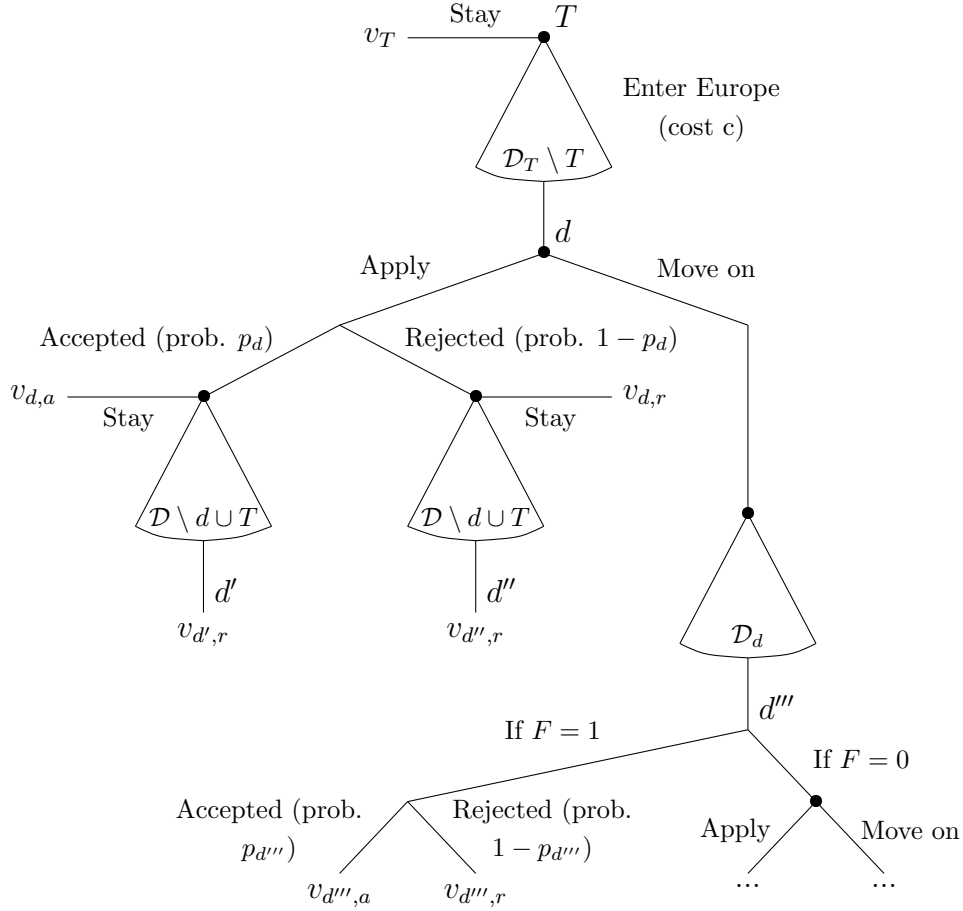 Stay
T
v_T
Enter Europe
(cost c)
𝒟_T \ T
d
Apply
Move on
Accepted (prob. p_d)
Rejected (prob. 1 − p_d)
v_{d,a}
Stay
Stay
v_{d,r}
𝒟 \ d ∪ T
𝒟 \ d ∪ T
d′
d″
v_{d′,r}
v_{d″,r}
𝒟_d
d‴
If F = 1
If F = 0
Accepted (prob.
p_{d‴})
Rejected (prob.
1 − p_{d‴})
Apply
Move on
v_{d‴,a}
v_{d‴,r}
...
...